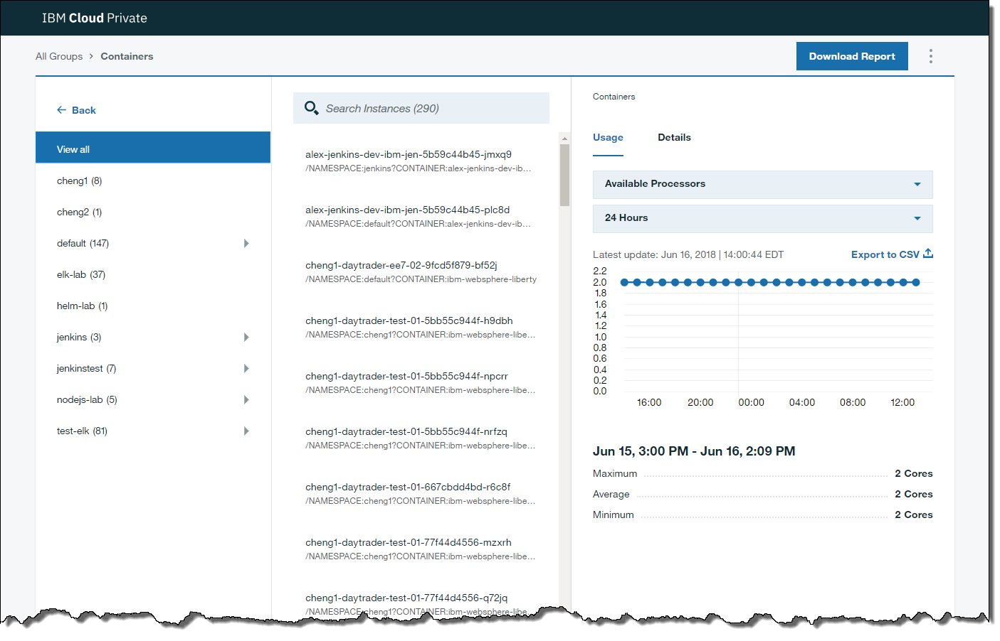 IBM Cloud Private
All Groups > Containers
Download Report
Back
View all
cheng1 (8)
cheng2 (1)
default (147)
elk-lab (37)
helm-lab (1)
jenkins (3)
jenkinstest (7)
nodejs-lab (5)
test-elk (81)
Search Instances (290)
alex-jenkins-dev-ibm-jen-5b59c44b45-jmxq9
/NAMESPACE:jenkins?CONTAINER:alex-jenkins-dev-ib...
alex-jenkins-dev-ibm-jen-5b59c44b45-plc8d
/NAMESPACE:default?CONTAINER:alex-jenkins-dev-ib...
cheng1-daytrader-ee7-02-9fcd5f879-bf52j
/NAMESPACE:default?CONTAINER:ibm-websphere-liberty
cheng1-daytrader-test-01-5bb55c944f-h9dbh
/NAMESPACE:cheng1?CONTAINER:ibm-websphere-libe...
cheng1-daytrader-test-01-5bb55c944f-npcrr
/NAMESPACE:cheng1?CONTAINER:ibm-websphere-libe...
cheng1-daytrader-test-01-5bb55c944f-nrfzq
/NAMESPACE:cheng1?CONTAINER:ibm-websphere-libe...
cheng1-daytrader-test-01-667cbdd4bd-r6c8f
/NAMESPACE:cheng1?CONTAINER:ibm-websphere-libe...
cheng1-daytrader-test-01-77f44d4556-mzxrh
/NAMESPACE:cheng1?CONTAINER:ibm-websphere-libe...
cheng1-daytrader-test-01-77f44d4556-q72jq
/NAMESPACE:cheng1?CONTAINER:ibm-websphere-libe...
Containers
Usage Details
Available Processors
24 Hours
Latest update: Jun 16, 2018 | 14:00:44 EDT Export to CSV
2.2
2.0
1.8
1.6
1.4
1.2
1.0
0.8
0.6
0.4
0.2
0.0
16:00 20:00 00:00 04:00 08:00 12:00
Jun 15, 3:00 PM - Jun 16, 2:09 PM
Maximum 2 Cores
Average 2 Cores
Minimum 2 Cores